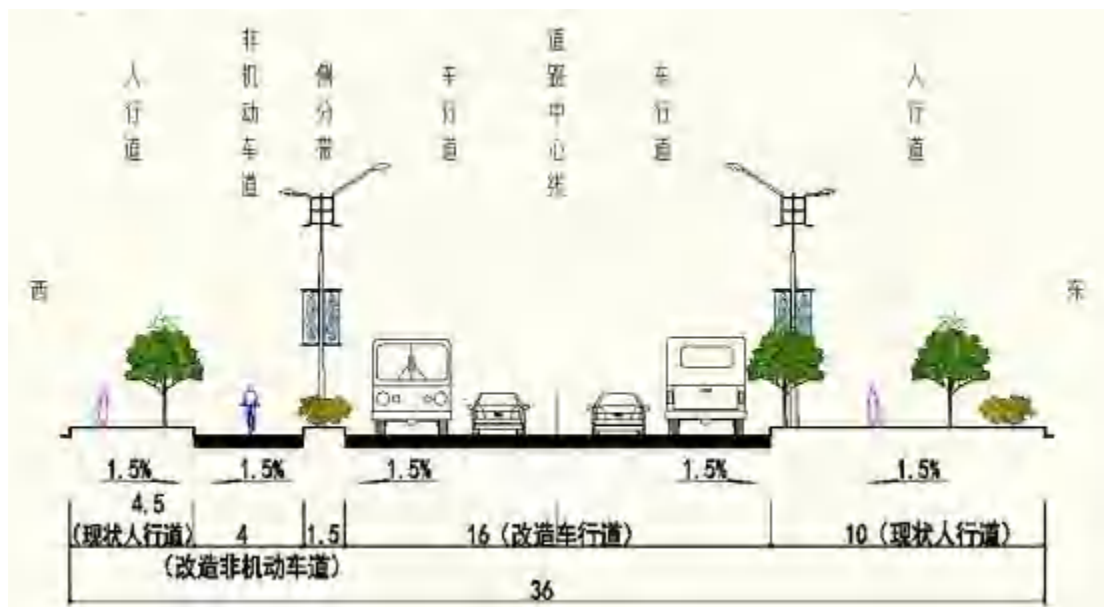 人行道
非机动车道
侧分带
车行道
道路中心线
车行道
人行道
西
东
1.5%
1.5%
1.5%
1.5%
1.5%
4.5
(现状人行道)
4
1.5
16(改造车行道)
10(现状人行道)
(改造非机动车道)
36